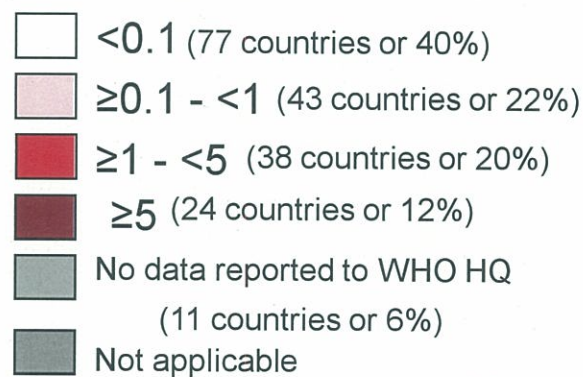 <0.1 (77 countries or 40%)
≥0.1 - <1 (43 countries or 22%)
≥1 - <5 (38 countries or 20%)
≥5 (24 countries or 12%)
No data reported to WHO HQ
(11 countries or 6%)
Not applicable